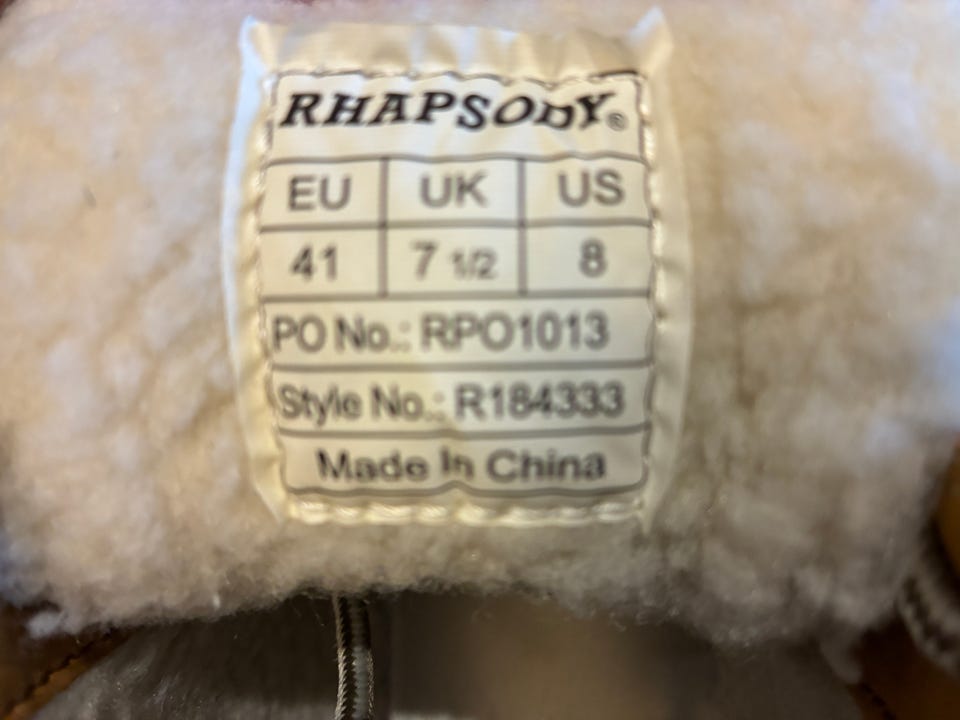 RHAPSODY®
EU UK US
41 7 1/2 8
PO No.: RPO1013
Style No.: R184333
Made In China